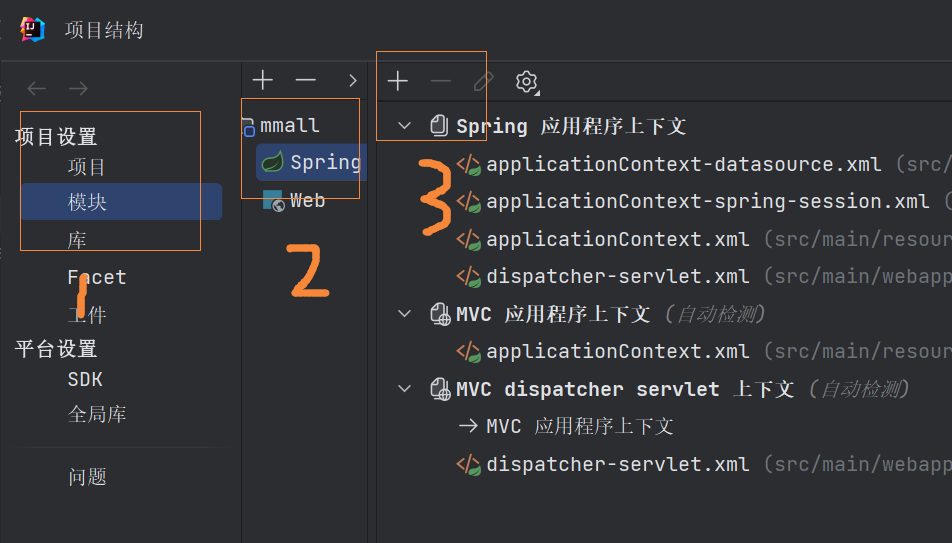 项目结构
项目设置
项目
模块
库
Facet
工件
平台设置
SDK
全局库
问题
1
mmall
Spring
Web
2
Spring 应用程序上下文
applicationContext-datasource.xml (src/
applicationContext-spring-session.xml (
applicationContext.xml (src/main/resour
dispatcher-servlet.xml (src/main/webapp
3
MVC 应用程序上下文 (自动检测)
applicationContext.xml (src/main/resour
MVC dispatcher servlet 上下文 (自动检测)
MVC 应用程序上下文
dispatcher-servlet.xml (src/main/webapp